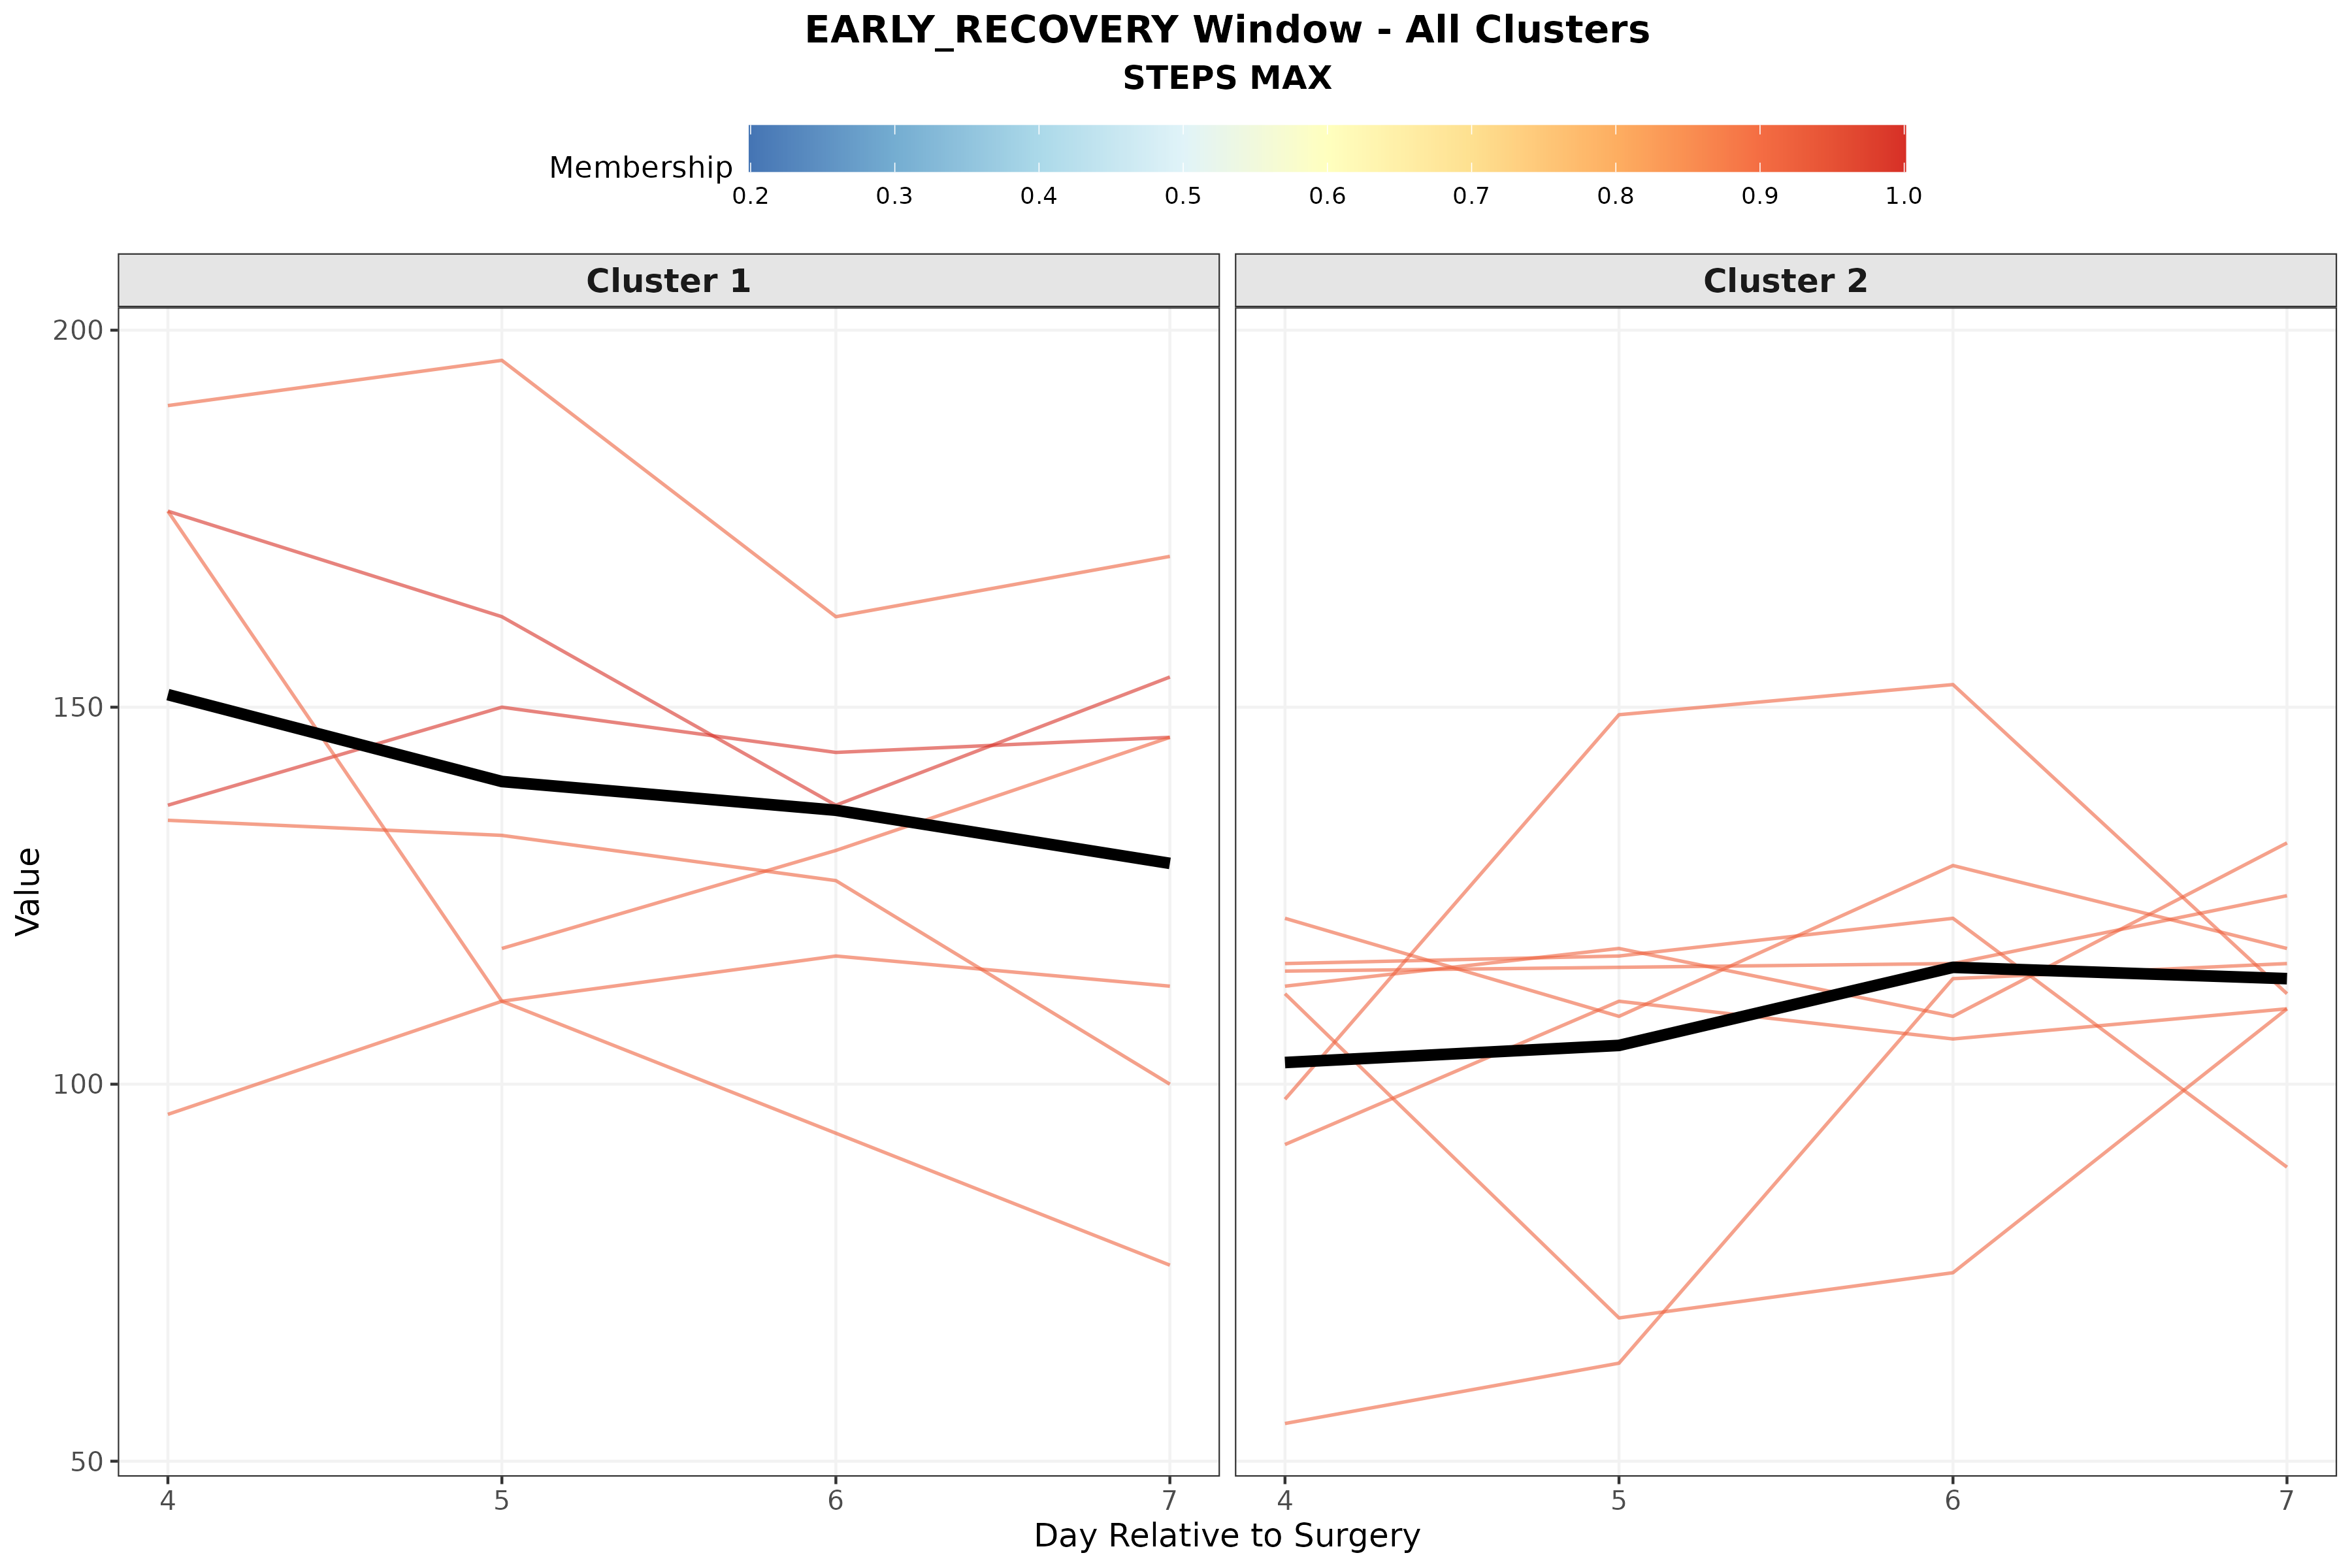 EARLY_RECOVERY Window - All Clusters
STEPS MAX
Membership
0.2 0.3 0.4 0.5 0.6 0.7 0.8 0.9 1.0
Cluster 1
Cluster 2
Value
200
150
100
50
4 5 6 7
4 5 6 7
Day Relative to Surgery